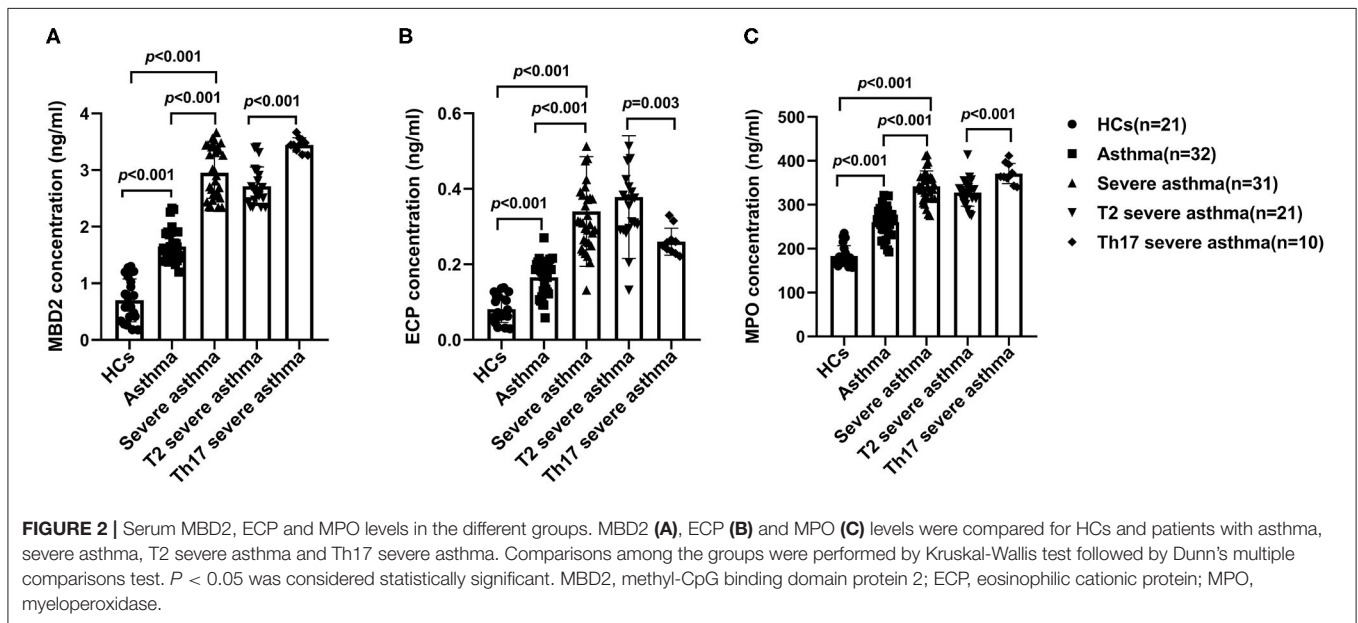 A
MBD2 concentration (ng/ml)
4
3
2
1
0
p<0.001
p<0.001
p<0.001
p<0.001
HCs
Asthma
Severe asthma
T2 severe asthma
Th17 severe asthma
B
ECP concentration (ng/ml)
0.6
0.4
0.2
0.0
p<0.001
p<0.001
p=0.003
p<0.001
HCs
Asthma
Severe asthma
T2 severe asthma
Th17 severe asthma
C
MPO concentration (ng/ml)
500
400
300
200
100
0
p<0.001
p<0.001
p<0.001
p<0.001
HCs
Asthma
Severe asthma
T2 severe asthma
Th17 severe asthma
HCs(n=21)
Asthma(n=32)
Severe asthma(n=31)
T2 severe asthma(n=21)
Th17 severe asthma(n=10)
FIGURE 2 | Serum MBD2, ECP and MPO levels in the different groups. MBD2 (A), ECP (B) and MPO (C) levels were compared for HCs and patients with asthma,
severe asthma, T2 severe asthma and Th17 severe asthma. Comparisons among the groups were performed by Kruskal-Wallis test followed by Dunn's multiple
comparisons test. P < 0.05 was considered statistically significant. MBD2, methyl-CpG binding domain protein 2; ECP, eosinophilic cationic protein; MPO,
myeloperoxidase.